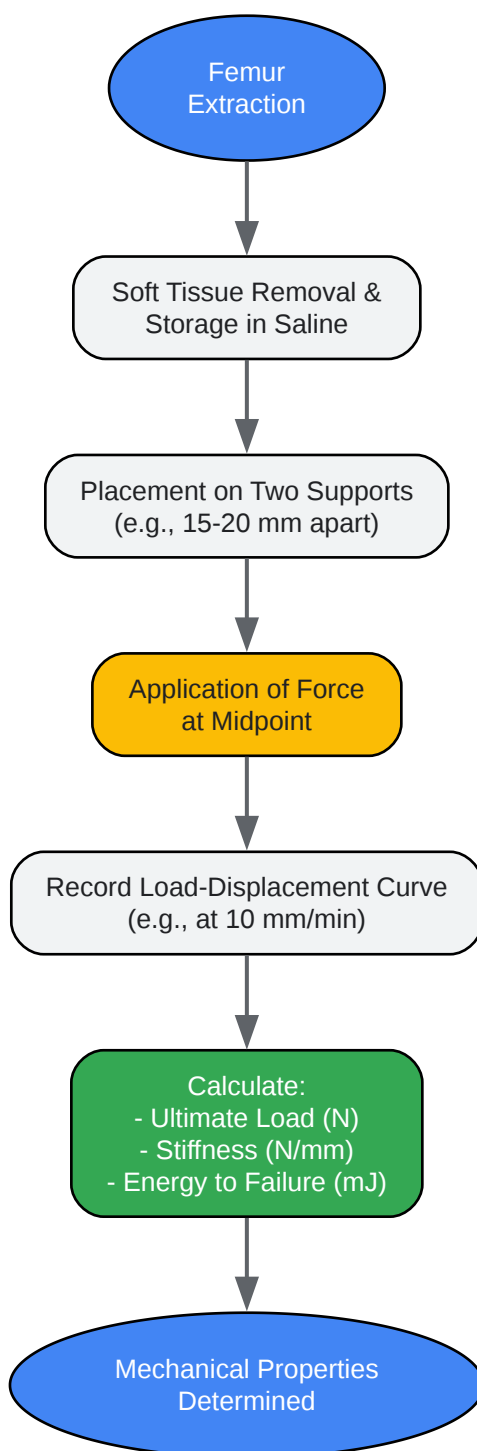 Femur
Extraction
Soft Tissue Removal &
Storage in Saline
Placement on Two Supports
(e.g., 15-20 mm apart)
Application of Force
at Midpoint
Record Load-Displacement Curve
(e.g., at 10 mm/min)
Calculate:
- Ultimate Load (N)
- Stiffness (N/mm)
- Energy to Failure (mJ)
Mechanical Properties
Determined